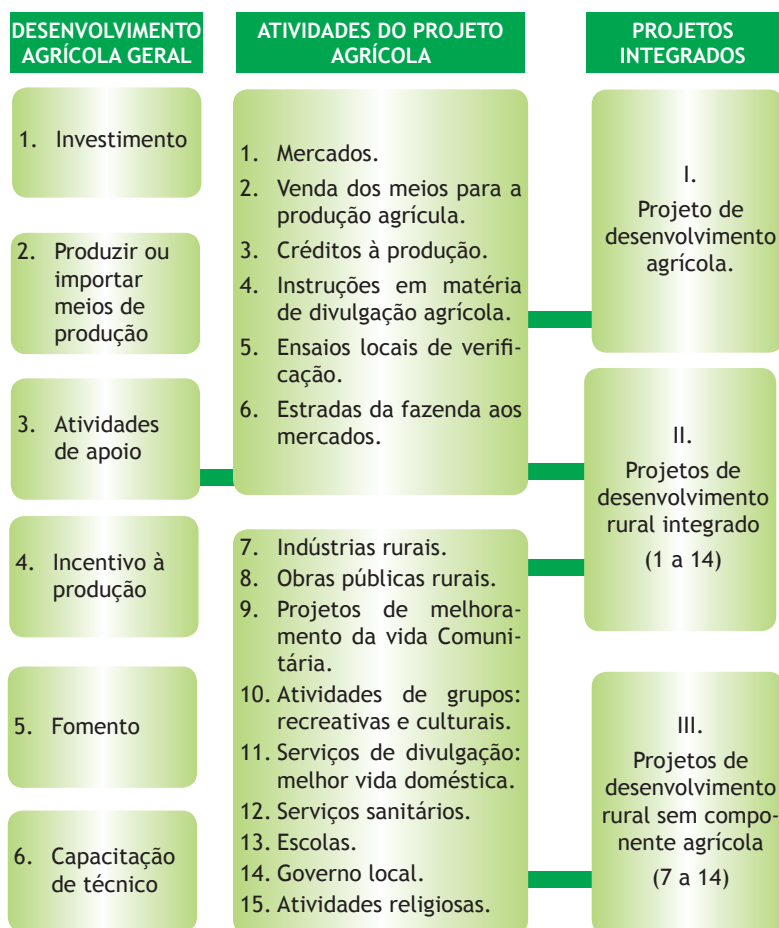 DESENVOLVIMENTO
AGRÍCOLA GERAL
1. Investimento
2. Produzir ou
importar
meios de
produção
3. Atividades
de apoio
4. Incentivo à
produção
5. Fomento
6. Capacitação
de técnico
ATIVIDADES DO PROJETO
AGRÍCOLA
1. Mercados.
2. Venda dos meios para a
produção agrícula.
3. Créditos à produção.
4. Instruções em matéria
de divulgação agrícola.
5. Ensaios locais de verifi-
cação.
6. Estradas da fazenda aos
mercados.
7. Indústrias rurais.
8. Obras públicas rurais.
9. Projetos de melhora-
mento da vida Comuni-
tária.
10. Atividades de grupos:
recreativas e culturais.
11. Serviços de divulgação:
melhor vida doméstica.
12. Serviços sanitários.
13. Escolas.
14. Governo local.
15. Atividades religiosas.
PROJETOS
INTEGRADOS
I.
Projeto de
desenvolvimento
agrícola.
II.
Projetos de
desenvolvimento
rural integrado
(1 a 14)
III.
Projetos de
desenvolvimento
rural sem compo-
nente agrícola
(7 a 14)